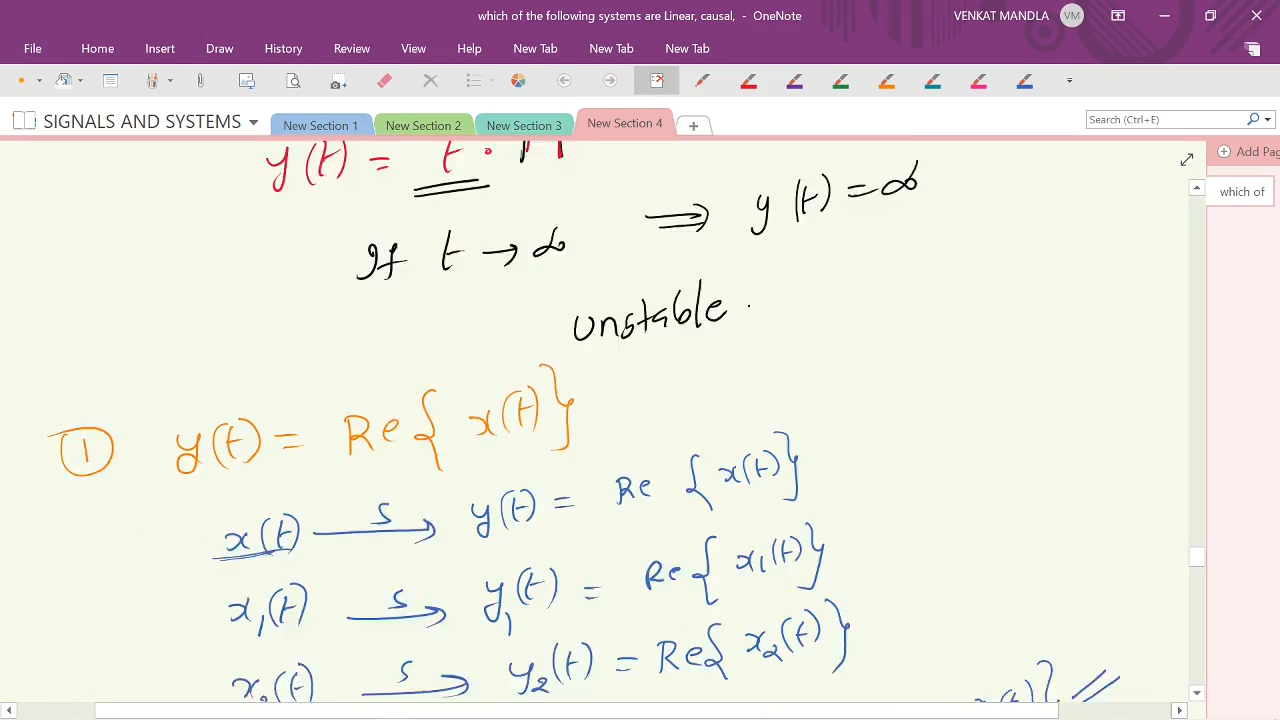 which of the following systems are Linear, causal, - OneNote
VENKAT MANDLA VM
File Home Insert Draw History Review View Help New Tab New Tab New Tab
SIGNALS AND SYSTEMS New Section 1 New Section 2 New Section 3 New Section 4
Search (Ctrl+E)
Add Pag
which of
y(t) = t .
If t → ∞ ⟹ y(t) = ∞
unstable .
① y(t) = Re{ x(t)}
x(t) —S→ y(t) = Re { x(t)}
x₁(t) —S→ y₁(t) = Re{ x₁(t)}
x₂(t) —S→ y₂(t) = Re{ x₂(t)}
x(t)} //